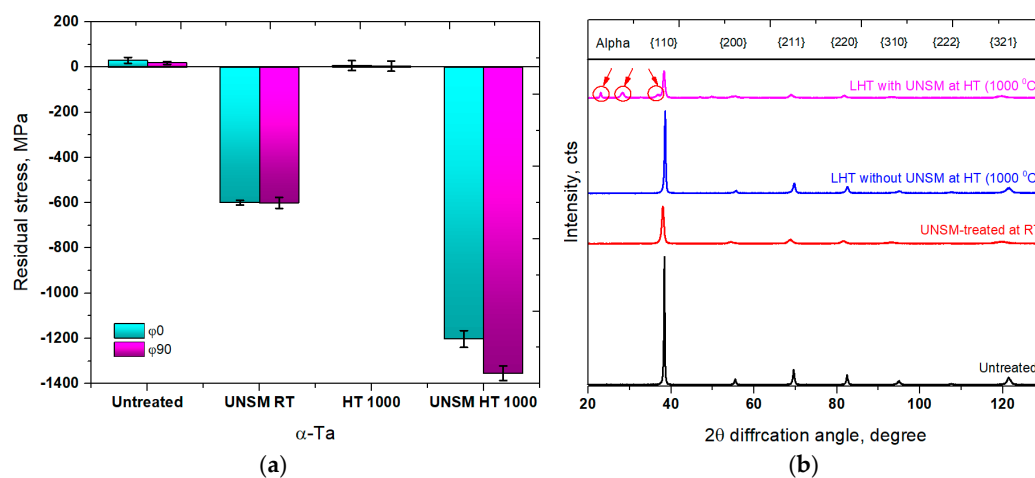 200
0
-200
-400
-600
-800
-1000
-1200
-1400
Residual stress, MPa
φ0
φ90
Untreated UNSM RT HT 1000 UNSM HT 1000
α-Ta
(a)
Alpha {110} {200} {211} {220} {310} {222} {321}
LHT with UNSM at HT (1000 ⁰C
LHT without UNSM at HT (1000 ⁰C
UNSM-treated at RT
Untreated
Intensity, cts
20 40 60 80 100 120
2θ diffrcation angle, degree
(b)